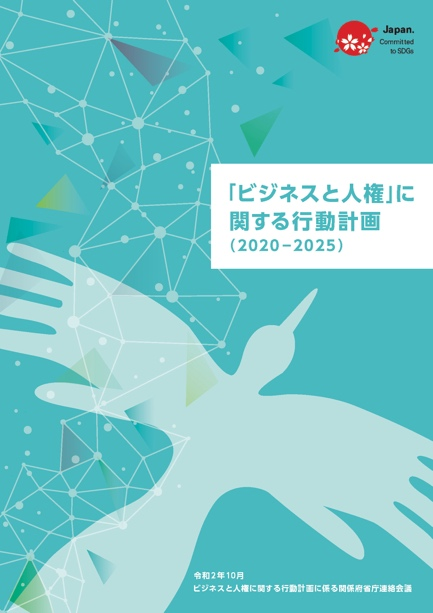 Japan.
Committed
to SDGs
「ビジネスと人権」に
関する行動計画
（2020−2025）
令和2年10月
ビジネスと人権に関する行動計画に係る関係府省庁連絡会議